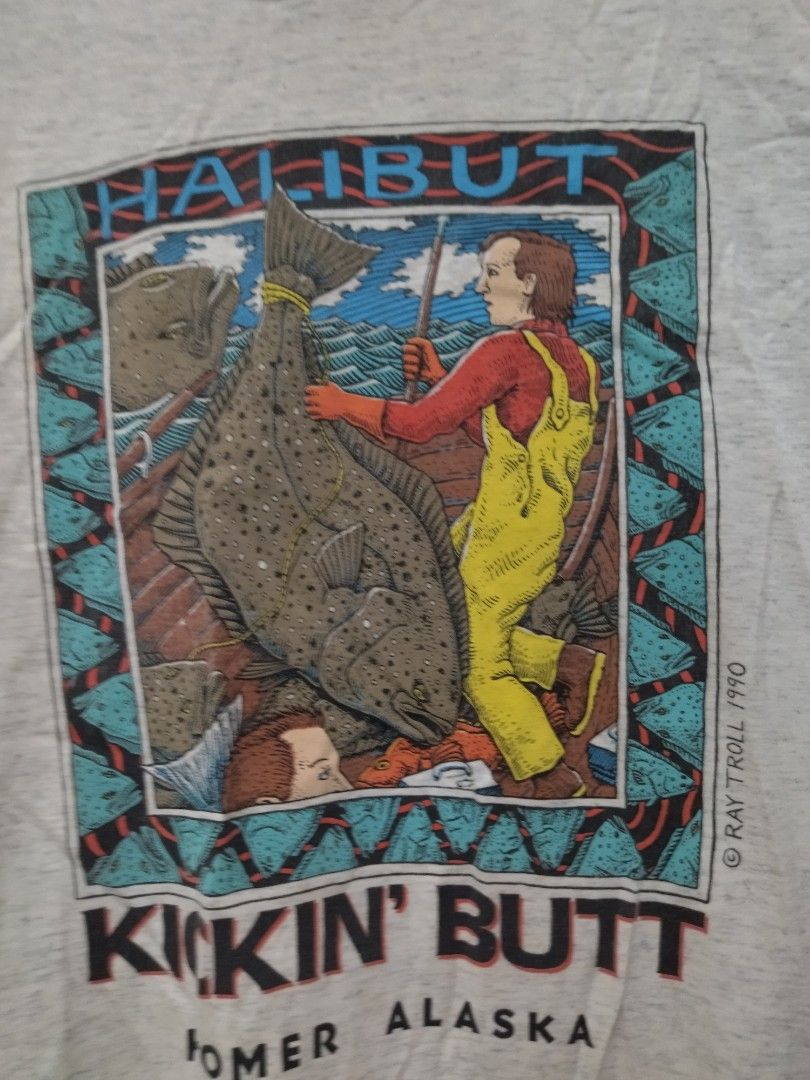 HALIBUT
© RAY TROLL 1990
KICKIN' BUTT
HOMER ALASKA